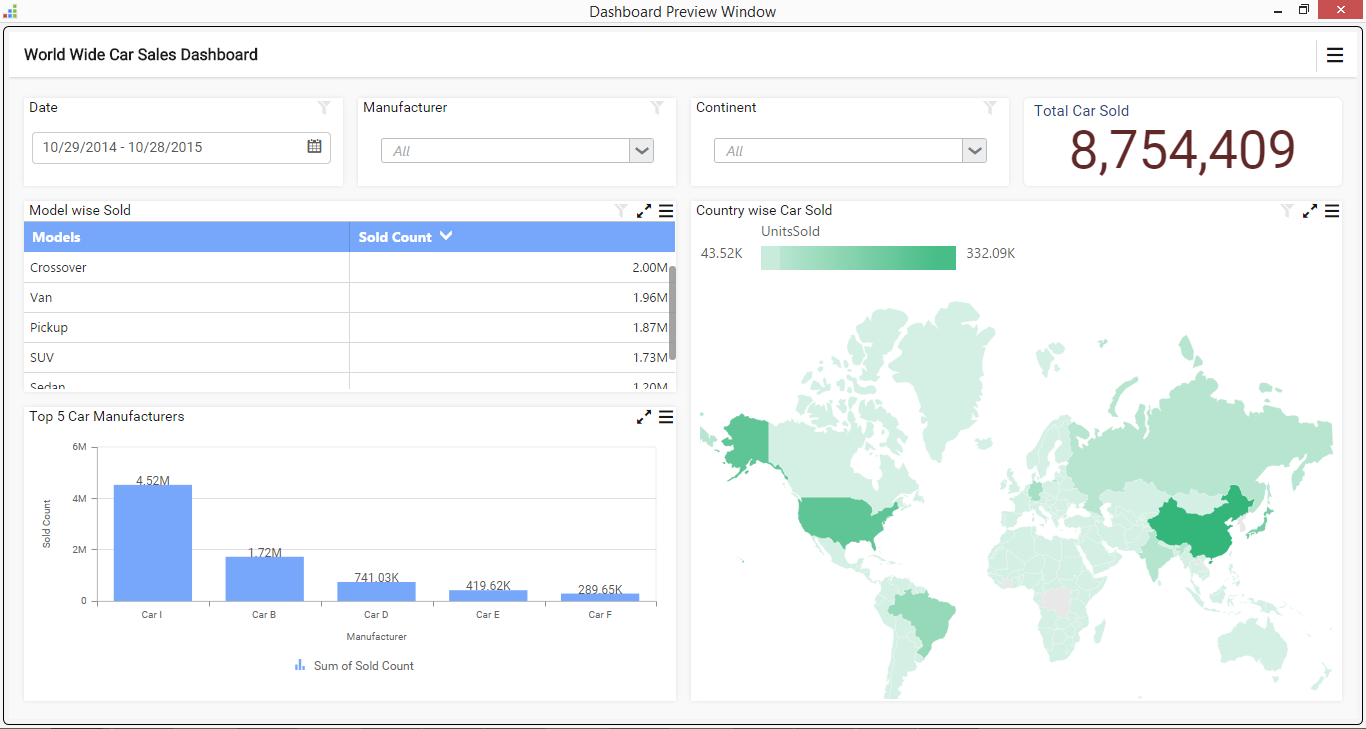 Dashboard Preview Window
World Wide Car Sales Dashboard
Date
10/29/2014 - 10/28/2015
Manufacturer
All
Continent
All
Total Car Sold
8,754,409
Model wise Sold
Models Sold Count
Crossover 2.00M
Van 1.96M
Pickup 1.87M
SUV 1.73M
Sedan 1.20M
Top 5 Car Manufacturers
Sold Count
6M
4M
2M
0
4.52M
1.72M
741.03K
419.62K
289.65K
Car I Car B Car D Car E Car F
Manufacturer
Sum of Sold Count
Country wise Car Sold
UnitsSold
43.52K 332.09K